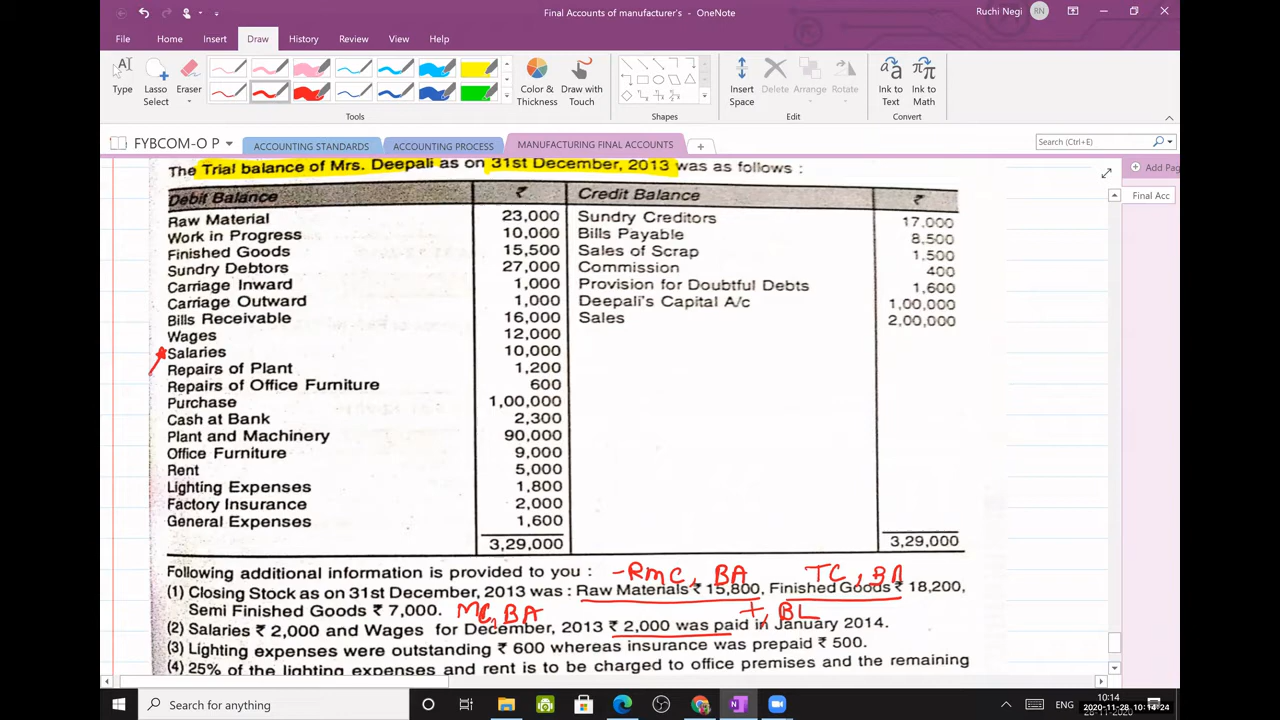 Final Accounts of manufacturer's - OneNote
Ruchi Negi RN
File Home Insert Draw History Review View Help
Type Lasso Select Eraser Color & Thickness Draw with Touch Insert Space Delete Arrange Rotate Ink to Text Ink to Math
Tools Shapes Edit Convert
FYBCOM-O P ACCOUNTING STANDARDS ACCOUNTING PROCESS MANUFACTURING FINAL ACCOUNTS Search (Ctrl+E)
Add Pag
Final Acc
The Trial balance of Mrs. Deepali as on 31st December, 2013 was as follows :
Debit Balance ₹ Credit Balance ₹
Raw Material 23,000 Sundry Creditors 17,000
Work in Progress 10,000 Bills Payable 8,500
Finished Goods 15,500 Sales of Scrap 1,500
Sundry Debtors 27,000 Commission 400
Carriage Inward 1,000 Provision for Doubtful Debts 1,600
Carriage Outward 1,000 Deepali's Capital A/c 1,00,000
Bills Receivable 16,000 Sales 2,00,000
Wages 12,000
Salaries 10,000
Repairs of Plant 1,200
Repairs of Office Furniture 600
Purchase 1,00,000
Cash at Bank 2,300
Plant and Machinery 90,000
Office Furniture 9,000
Rent 5,000
Lighting Expenses 1,800
Factory Insurance 2,000
General Expenses 1,600
3,29,000 3,29,000
Following additional information is provided to you : -RMC, BA TC, BA
(1) Closing Stock as on 31st December, 2013 was : Raw Materials ₹ 15,800, Finished Goods ₹ 18,200,
Semi Finished Goods ₹ 7,000. MC, BA +, BL
(2) Salaries ₹ 2,000 and Wages for December, 2013 ₹ 2,000 was paid in January 2014.
(3) Lighting expenses were outstanding ₹ 600 whereas insurance was prepaid ₹ 500.
(4) 25% of the lighting expenses and rent is to be charged to office premises and the remaining
Type here to search
ENG 10:14
2020-11-28 10:14:24